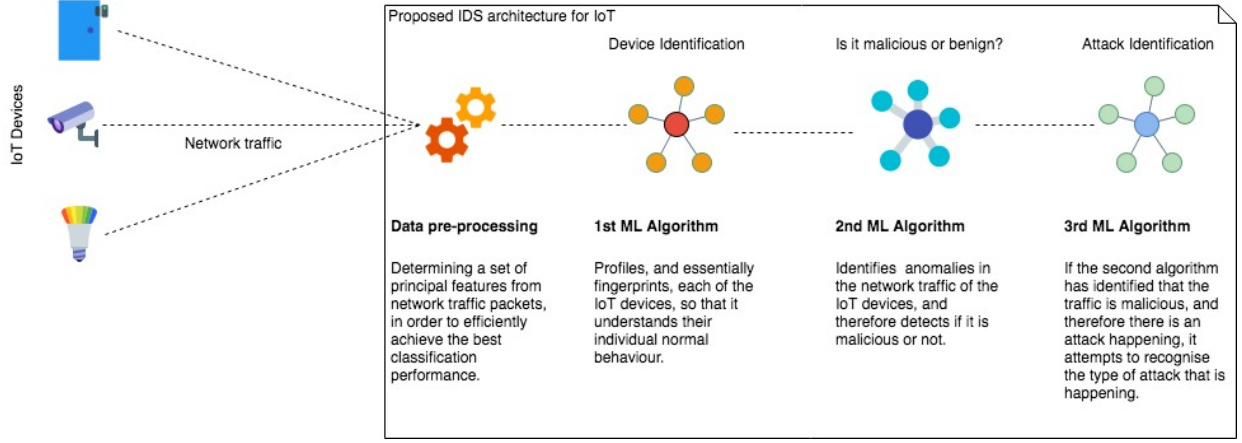 Proposed IDS architecture for IoT
Device Identification
Is it malicious or benign?
Attack Identification
IoT Devices
Network traffic
Data pre-processing
Determining a set of
principal features from
network traffic packets,
in order to efficiently
achieve the best
classification
performance.
1st ML Algorithm
Profiles, and essentially
fingerprints, each of the
IoT devices, so that it
understands their
individual normal
behaviour.
2nd ML Algorithm
Identifies anomalies in
the network traffic of the
IoT devices, and
therefore detects if it is
malicious or not.
3rd ML Algorithm
If the second algorithm
has identified that the
traffic is malicious, and
therefore there is an
attack happening, it
attempts to recognise
the type of attack that is
happening.